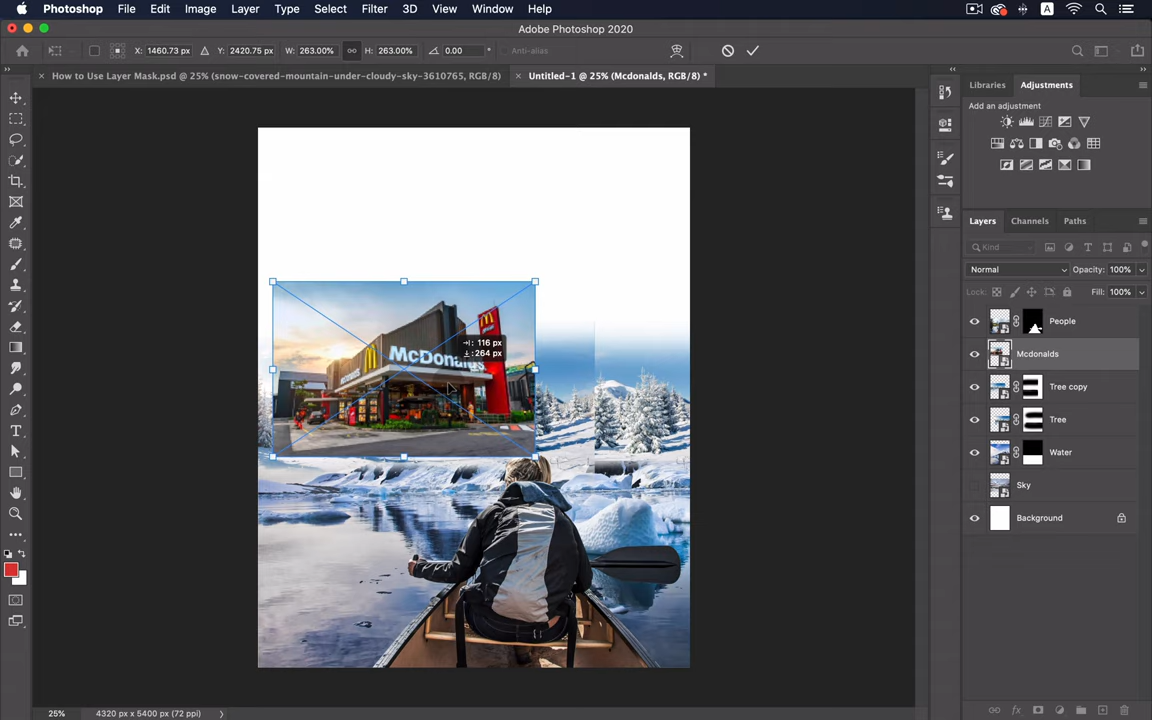 Photoshop File Edit Image Layer Type Select Filter 3D View Window Help A
Adobe Photoshop 2020
X: 1460.73 px Y: 2420.75 px W: 263.00% H: 263.00% 0.00 ° Anti-alias
× How to Use Layer Mask.psd @ 25% (snow-covered-mountain-under-cloudy-sky-3610765, RGB/8) × Untitled-1 @ 25% (Mcdonalds, RGB/8) *
Libraries Adjustments
Add an adjustment
Layers Channels Paths
Kind
Normal Opacity: 100%
Lock: Fill: 100%
People
Mcdonalds
Tree copy
Tree
Water
Sky
Background
McDonald's
116 px
264 px
25% 4320 px x 5400 px (72 ppi)